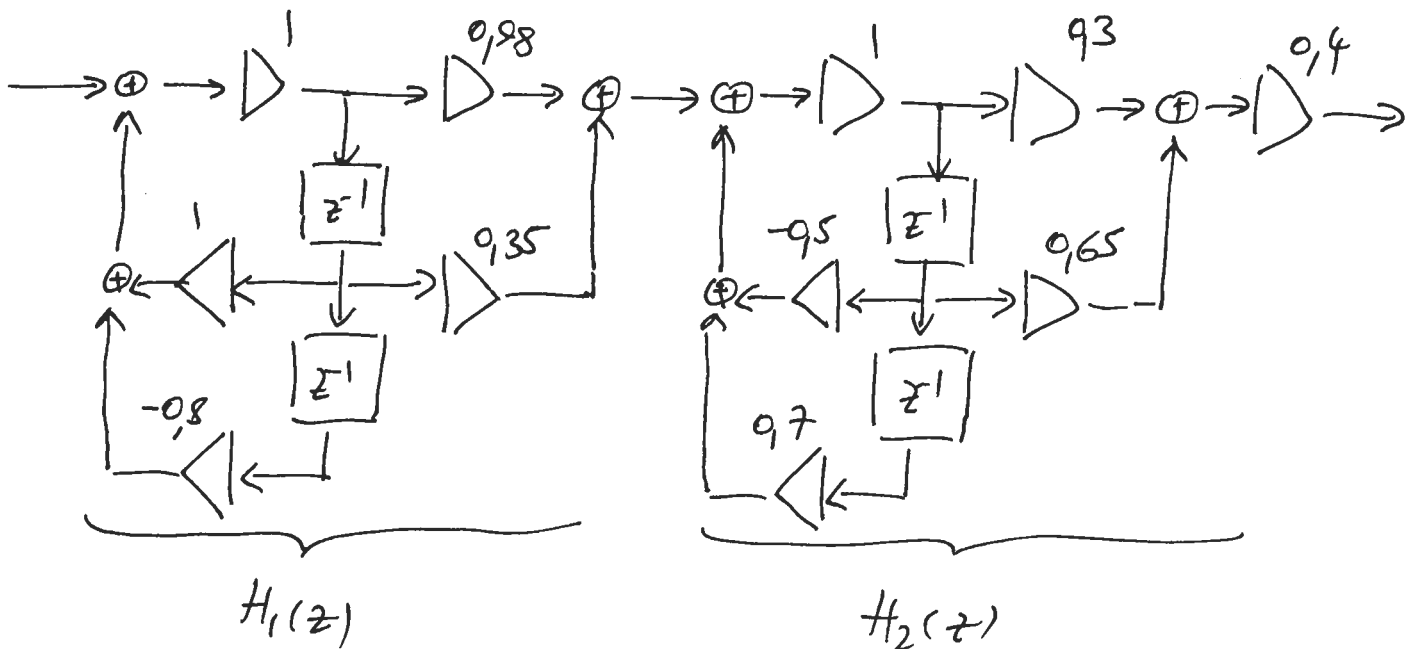 1 0,98 1 0,3 0,4
z⁻¹ z⁻¹
1 0,35 -0,5 0,65
z⁻¹ z⁻¹
-0,8 0,7
H₁(z) H₂(z)